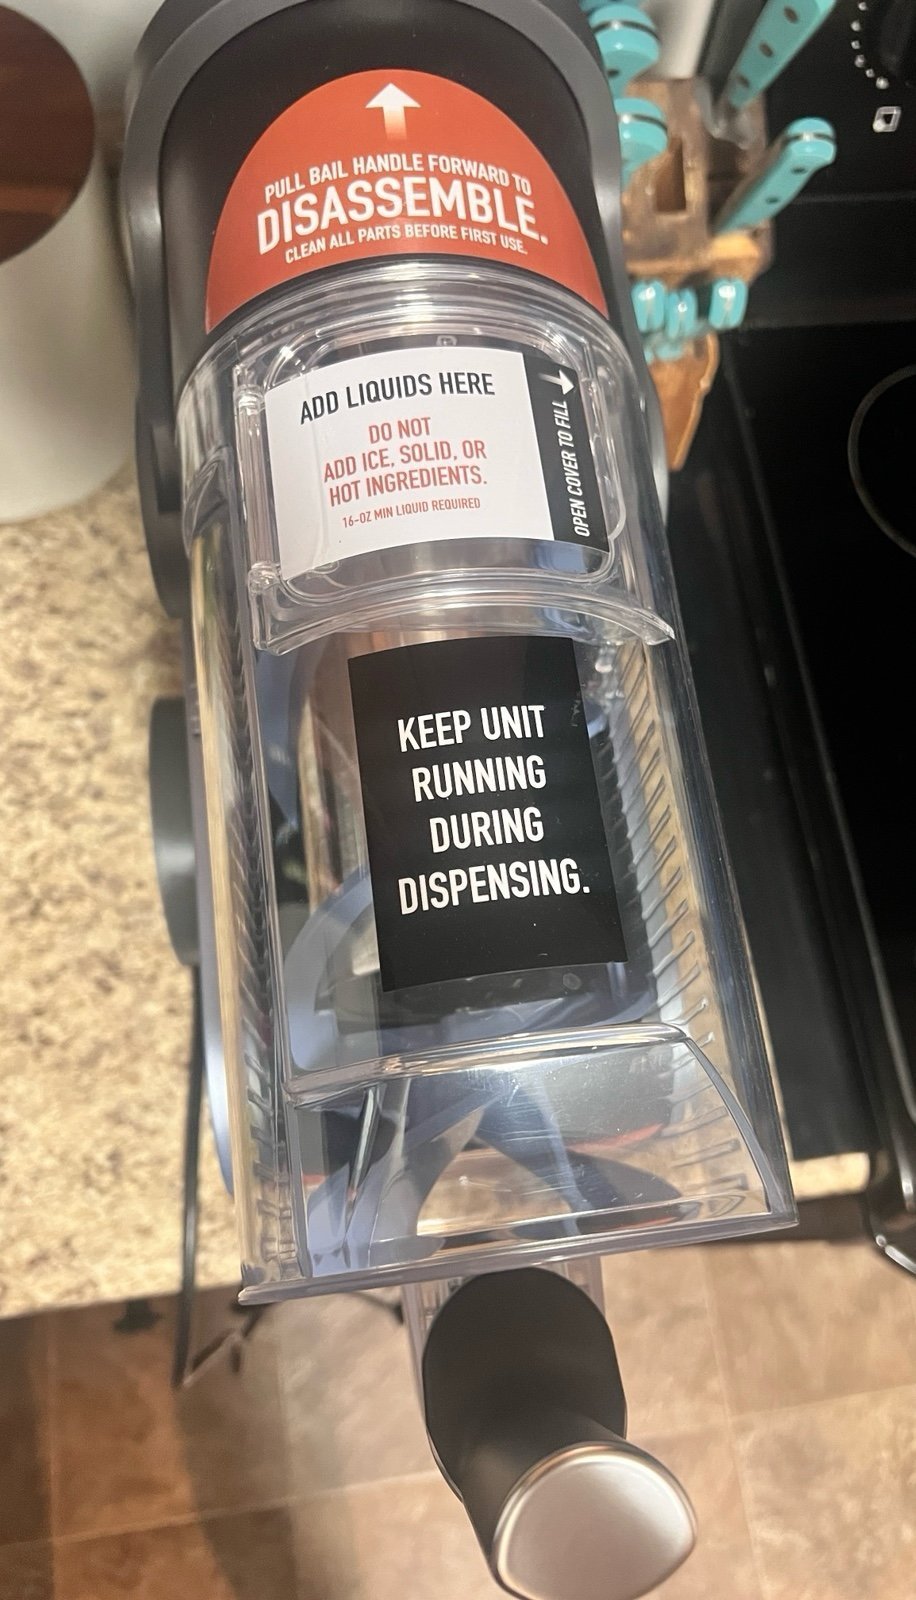 PULL BAIL HANDLE FORWARD TO
DISASSEMBLE.
CLEAN ALL PARTS BEFORE FIRST USE.
ADD LIQUIDS HERE
DO NOT
ADD ICE, SOLID, OR
HOT INGREDIENTS.
16-OZ MIN LIQUID REQUIRED
OPEN COVER TO FILL
KEEP UNIT
RUNNING
DURING
DISPENSING.